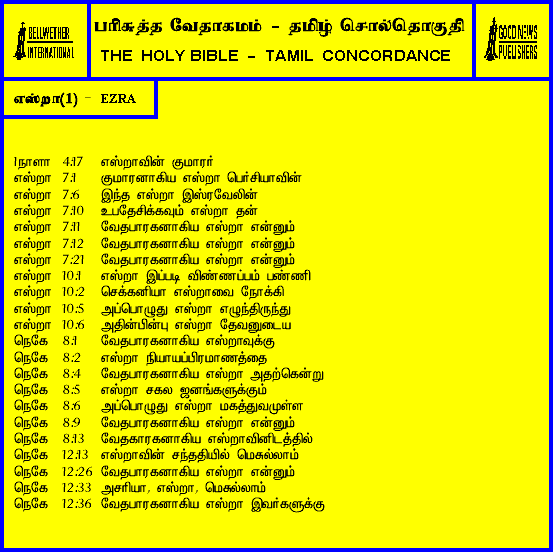 BELLWETHER
INTERNATIONAL
பரிசுத்த வேதாகமம் - தமிழ் சொல்தொகுதி
THE HOLY BIBLE - TAMIL CONCORDANCE
GOOD NEWS
PUBLISHERS
எஸ்றா(1) - EZRA
1நாளா 4:17 எஸ்றாவின் குமாரர்
எஸ்றா 7:1 குமாரனாகிய எஸ்றா பெர்சியாவின்
எஸ்றா 7:6 இந்த எஸ்றா இஸ்ரவேலின்
எஸ்றா 7:10 உபதேசிக்கவும் எஸ்றா தன்
எஸ்றா 7:11 வேதபாரகனாகிய எஸ்றா என்னும்
எஸ்றா 7:12 வேதபாரகனாகிய எஸ்றா என்னும்
எஸ்றா 7:21 வேதபாரகனாகிய எஸ்றா என்னும்
எஸ்றா 10:1 எஸ்றா இப்படி விண்ணப்பம் பண்ணி
எஸ்றா 10:2 செக்கனியா எஸ்றாவை நோக்கி
எஸ்றா 10:5 அப்பொழுது எஸ்றா எழுந்திருந்து
எஸ்றா 10:6 அதின்பின்பு எஸ்றா தேவனுடைய
நெகே 8:1 வேதபாரகனாகிய எஸ்றாவுக்கு
நெகே 8:2 எஸ்றா நியாயப்பிரமாணத்தை
நெகே 8:4 வேதபாரகனாகிய எஸ்றா அதற்கென்று
நெகே 8:5 எஸ்றா சகல ஜனங்களுக்கும்
நெகே 8:6 அப்பொழுது எஸ்றா மகத்துவமுள்ள
நெகே 8:9 வேதபாரகனாகிய எஸ்றா என்னும்
நெகே 8:13 வேதகாரகனாகிய எஸ்றாவினிடத்தில்
நெகே 12:13 எஸ்றாவின் சந்ததியில் மெசுல்லாம்
நெகே 12:26 வேதபாரகனாகிய எஸ்றா என்னும்
நெகே 12:33 அசரியா, எஸ்றா, மெசுல்லாம்
நெகே 12:36 வேதபாரகனாகிய எஸ்றா இவர்களுக்கு